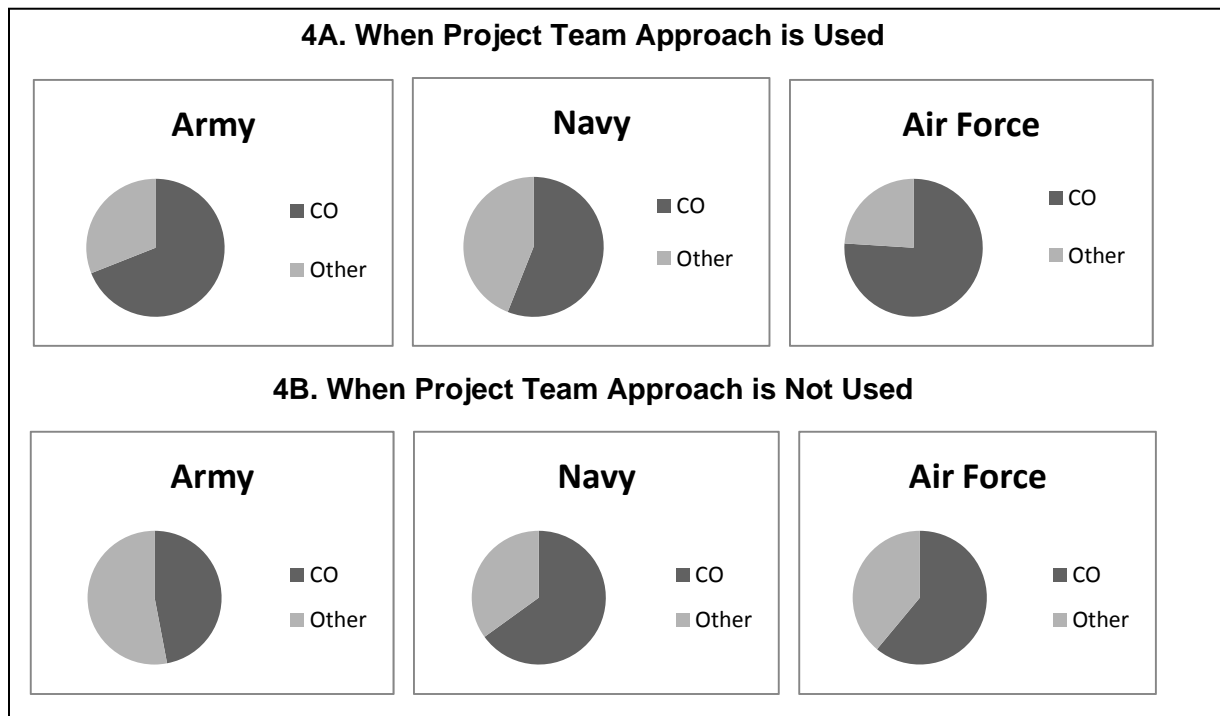 4A. When Project Team Approach is Used
Army
CO
Other
Navy
CO
Other
Air Force
CO
Other
4B. When Project Team Approach is Not Used
Army
CO
Other
Navy
CO
Other
Air Force
CO
Other